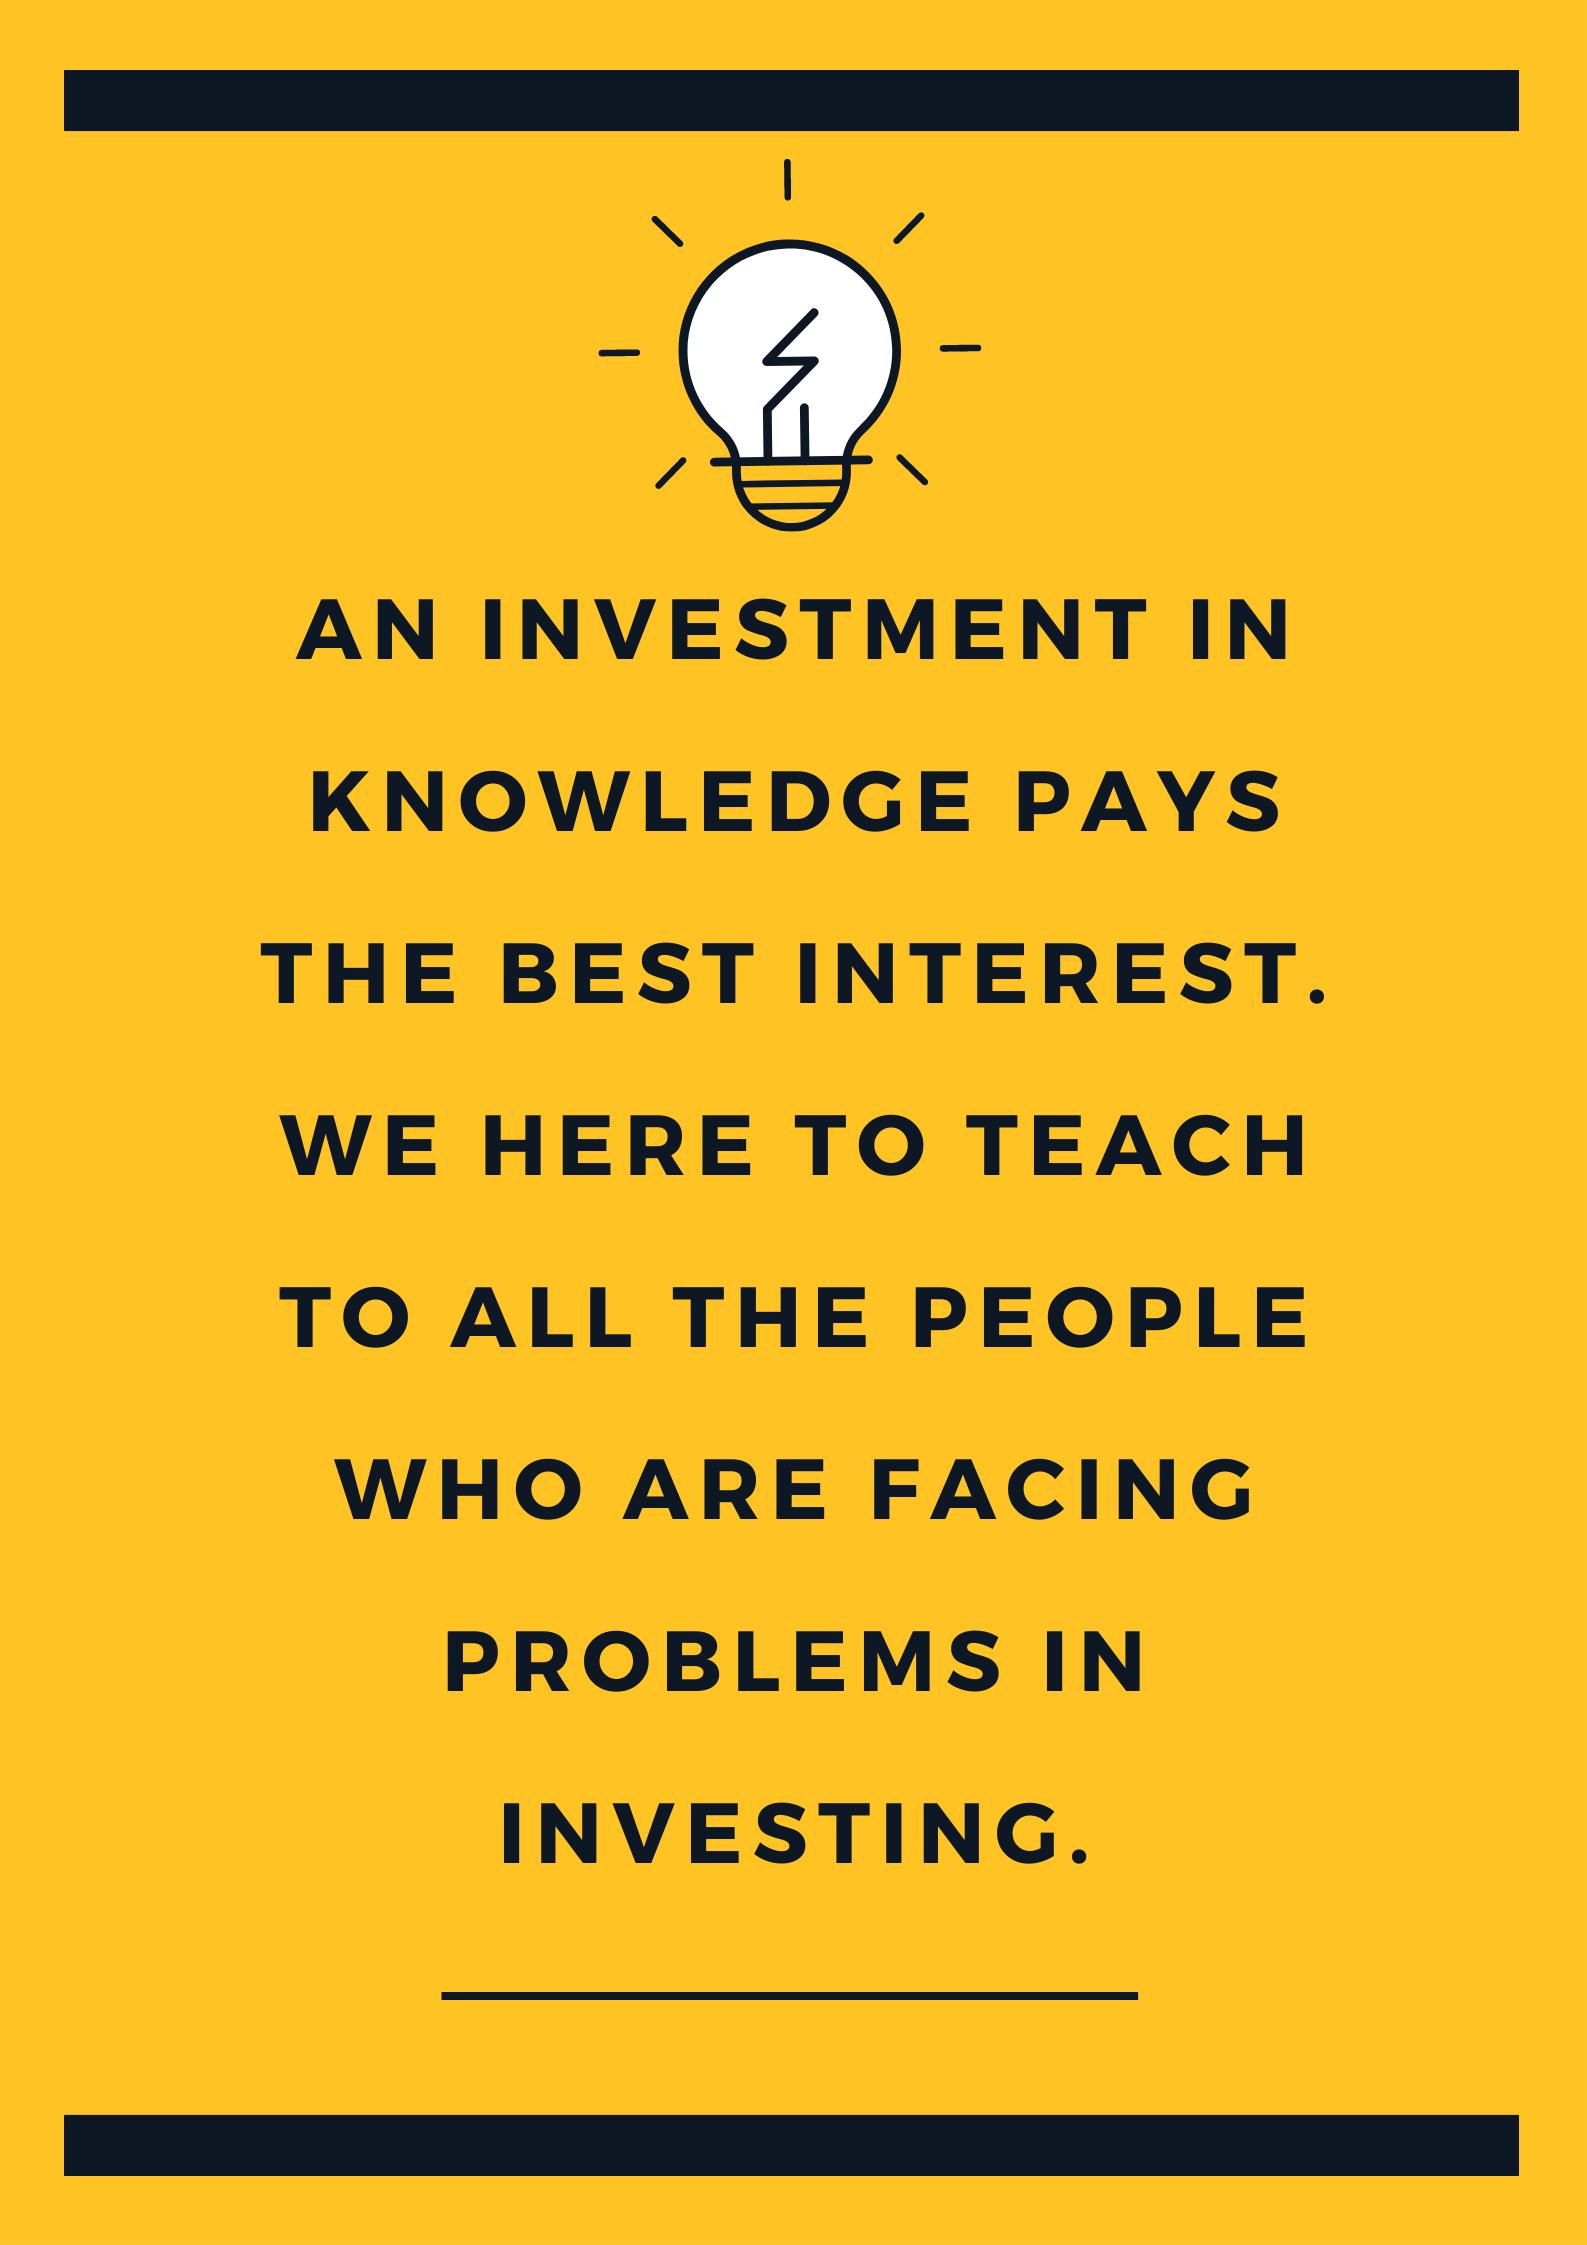 AN INVESTMENT IN
KNOWLEDGE PAYS
THE BEST INTEREST.
WE HERE TO TEACH
TO ALL THE PEOPLE
WHO ARE FACING
PROBLEMS IN
INVESTING.